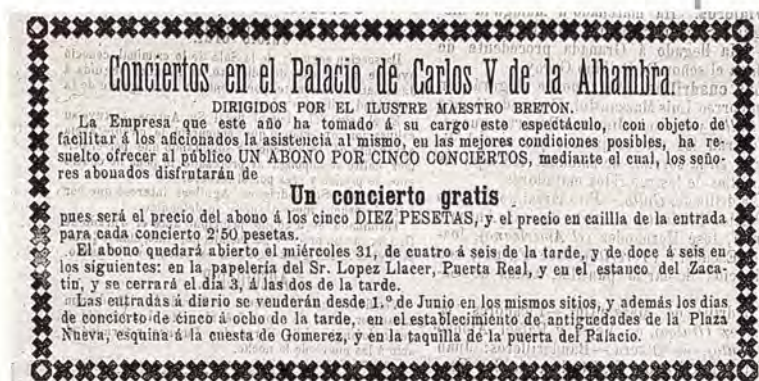 Conciertos en el Palacio de Carlos V de la Alhambra.
DIRIGIDOS POR EL ILUSTRE MAESTRO BRETON.
La Empresa que este año ha tomado á su cargo este espectáculo, con objeto de
facilitar á los aficionados la asistencia al mismo, en las mejores condiciones posibles, ha re-
suelto ofrecer al público UN ABONO POR CINCO CONCIERTOS, mediante el cual, los seño-
res abonados disfrutarán de
Un concierto gratis
pues será el precio del abono á los cinco DIEZ PESETAS, y el precio en caillla de la entrada
para cada concierto 2'50 pesetas.
El abono quedará abierto el miércoles 31, de cuatro á seis de la tarde, y de doce á seis en
los siguientes: en la papelería del Sr. Lopez Llacer, Puerta Real, y en el estanco del Zaca-
tin, y se cerrará el dia 3, á las dos de la tarde.
Las entradas á diario se venderán desde 1.º de Junio en los mismos sitios, y además los dias
de concierto de cinco á ocho de la tarde, en el establecimiento de antigüedades de la Plaza
Nueva, esquina á la cuesta de Gomerez, y en la taquilla de la puerta del Palacio.